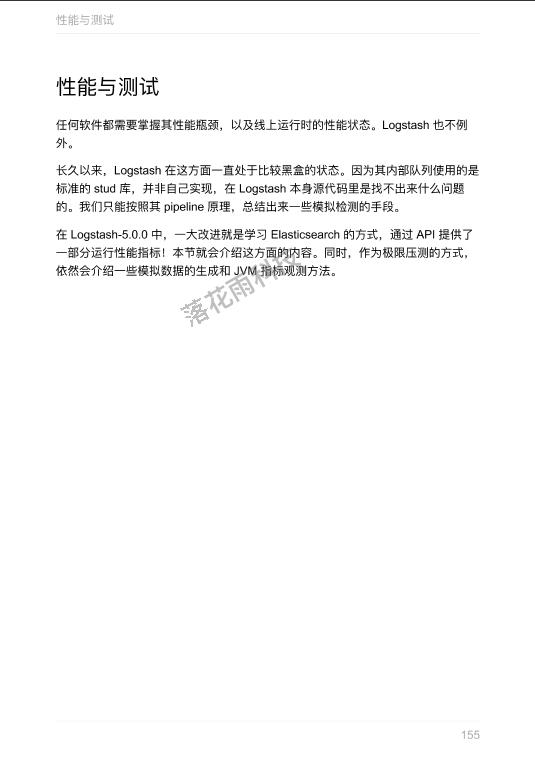 性能与测试
性能与测试
任何软件都需要掌握其性能瓶颈，以及线上运行时的性能状态。Logstash 也不例
外。
长久以来，Logstash 在这方面一直处于比较黑盒的状态。因为其内部队列使用的是
标准的 stud 库，并非自己实现，在 Logstash 本身源代码里是找不出来什么问题
的。我们只能按照其 pipeline 原理，总结出来一些模拟检测的手段。
在 Logstash-5.0.0 中，一大改进就是学习 Elasticsearch 的方式，通过 API 提供了
一部分运行性能指标！本节就会介绍这方面的内容。同时，作为极限压测的方式，
依然会介绍一些模拟数据的生成和 JVM 指标观测方法。
落花雨科技
155